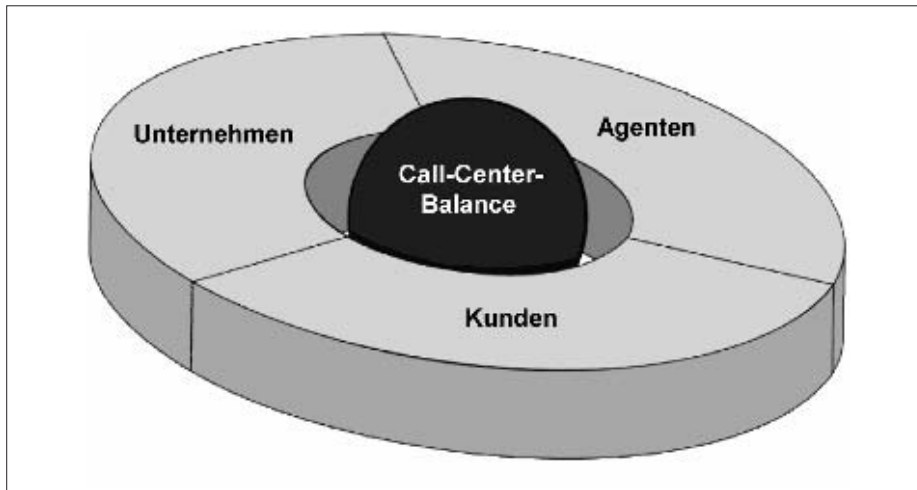 Unternehmen
Agenten
Call-Center-
Balance
Kunden